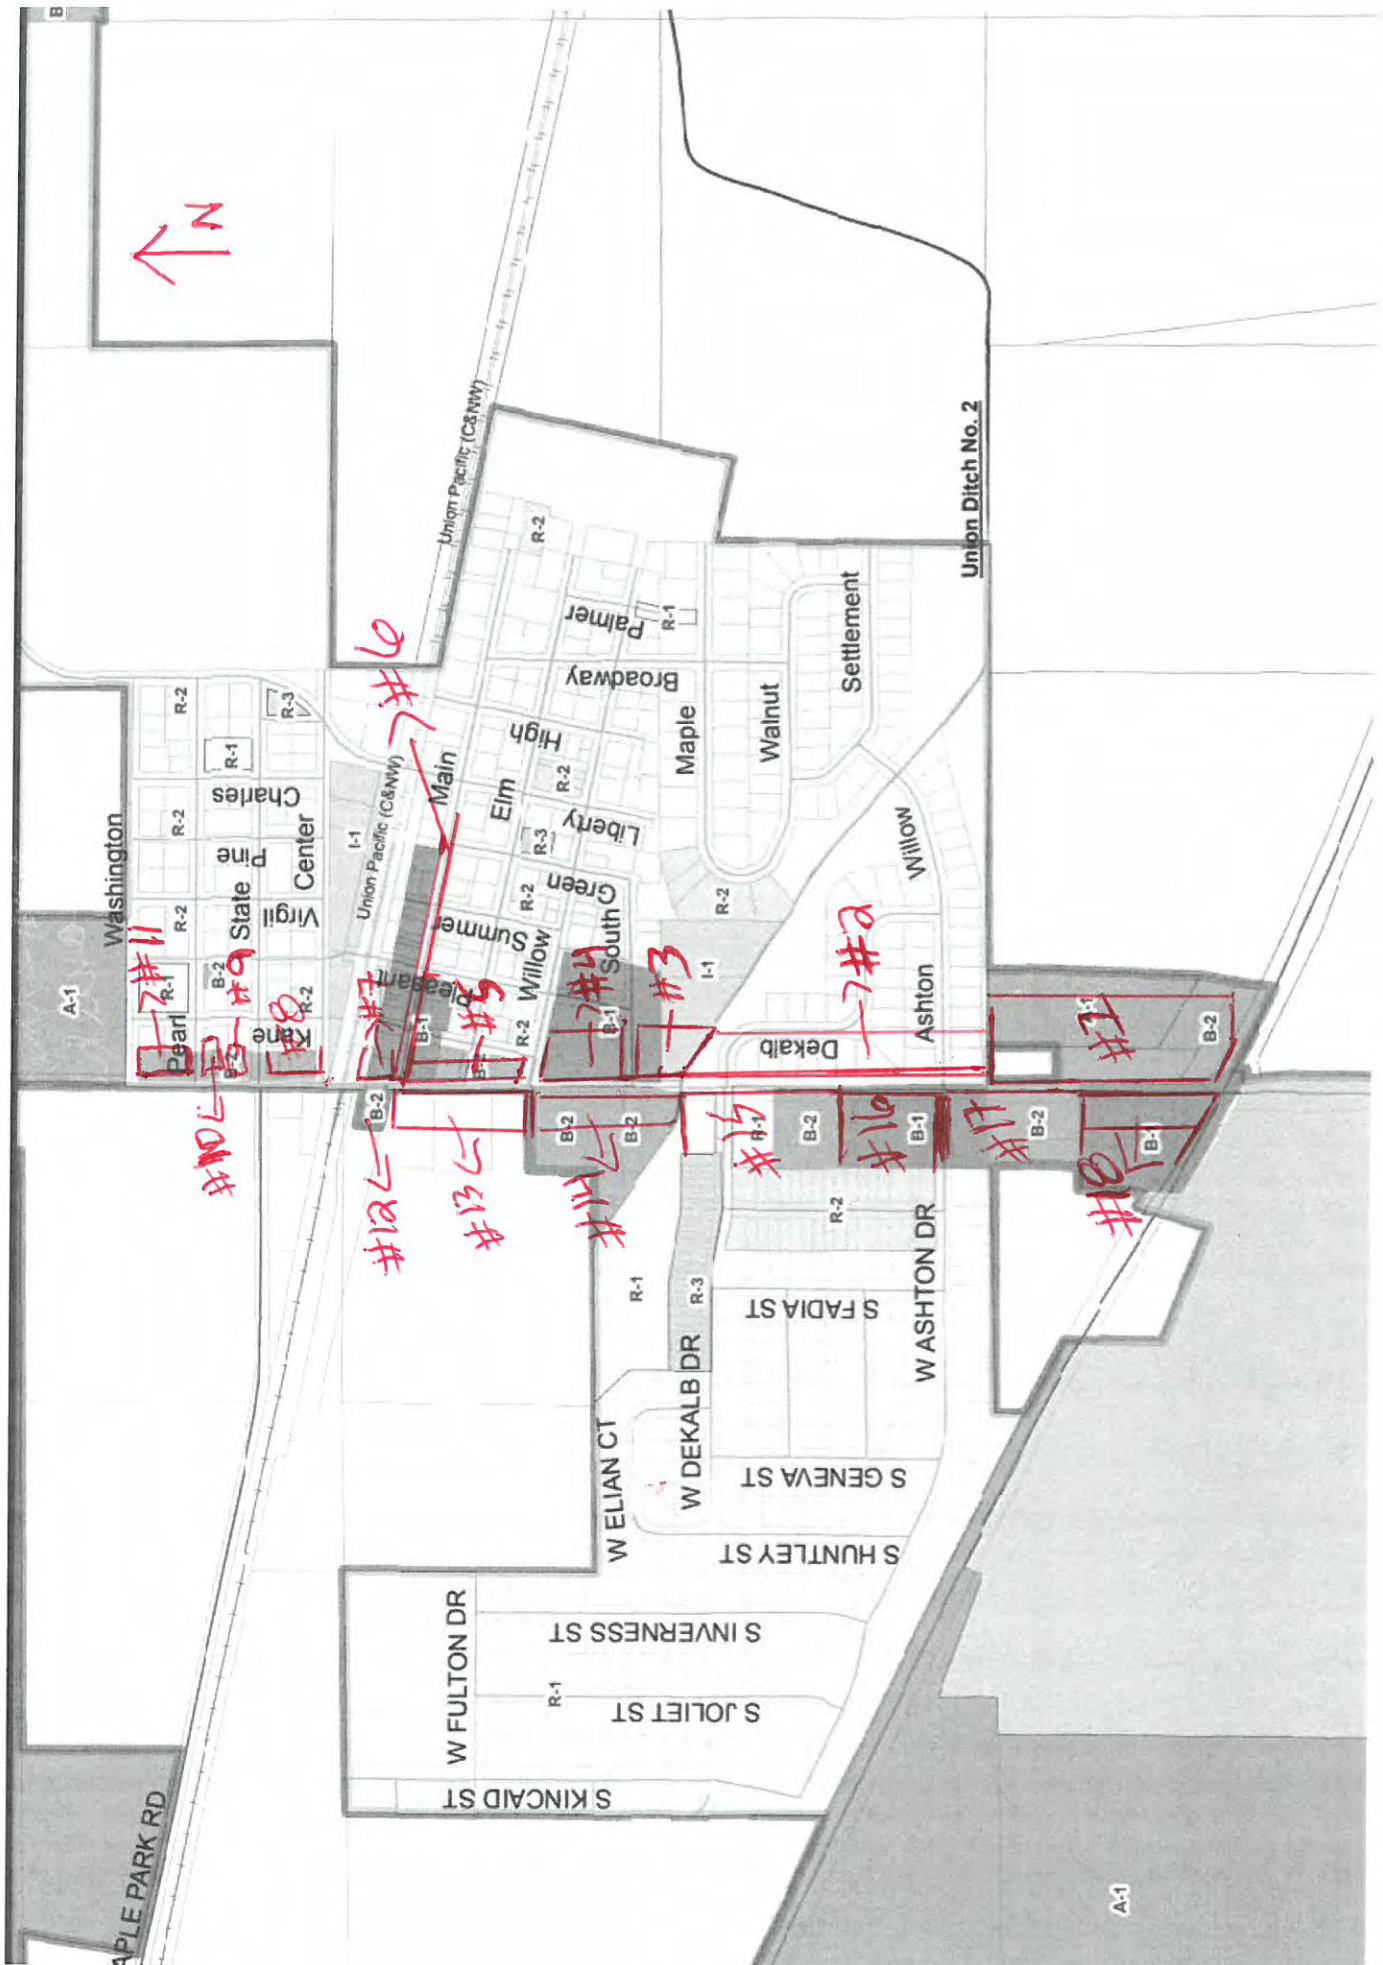 B
N
Union Pacific (C&NW)
Washington
A-1
R-2
R-2
R-2
R-1
R-3
R-1
B-2
R-2
B-2
Pearl
State
Center
Charles
Pine
Virgil
Kane
#11
#9
#8
#10
I-1
Union Pacific (C&NW)
#6
#7
Main
Elm
Willow
South
Maple
Walnut
Settlement
Palmer
Broadway
High
Liberty
Green
Summer
Pleasant
R-2
R-1
R-2
R-3
R-2
R-2
R-2
B-1
B-2
B-1
I-1
#5
#4
#3
#2
Union Ditch No. 2
Willow
Ashton
Dekalb
B-2
B-2
#12
#13
B-2
B-2
#14
R-1
#15
B-2
#16
B-1
#17
B-2
B-1
#18
R-2
R-1
R-3
W ELIAN CT
W DEKALB DR
W ASHTON DR
S FADIA ST
S GENEVA ST
S HUNTLEY ST
S INVERNESS ST
S JOLIET ST
S KINCAID ST
W FULTON DR
R-1
APLE PARK RD
A-1